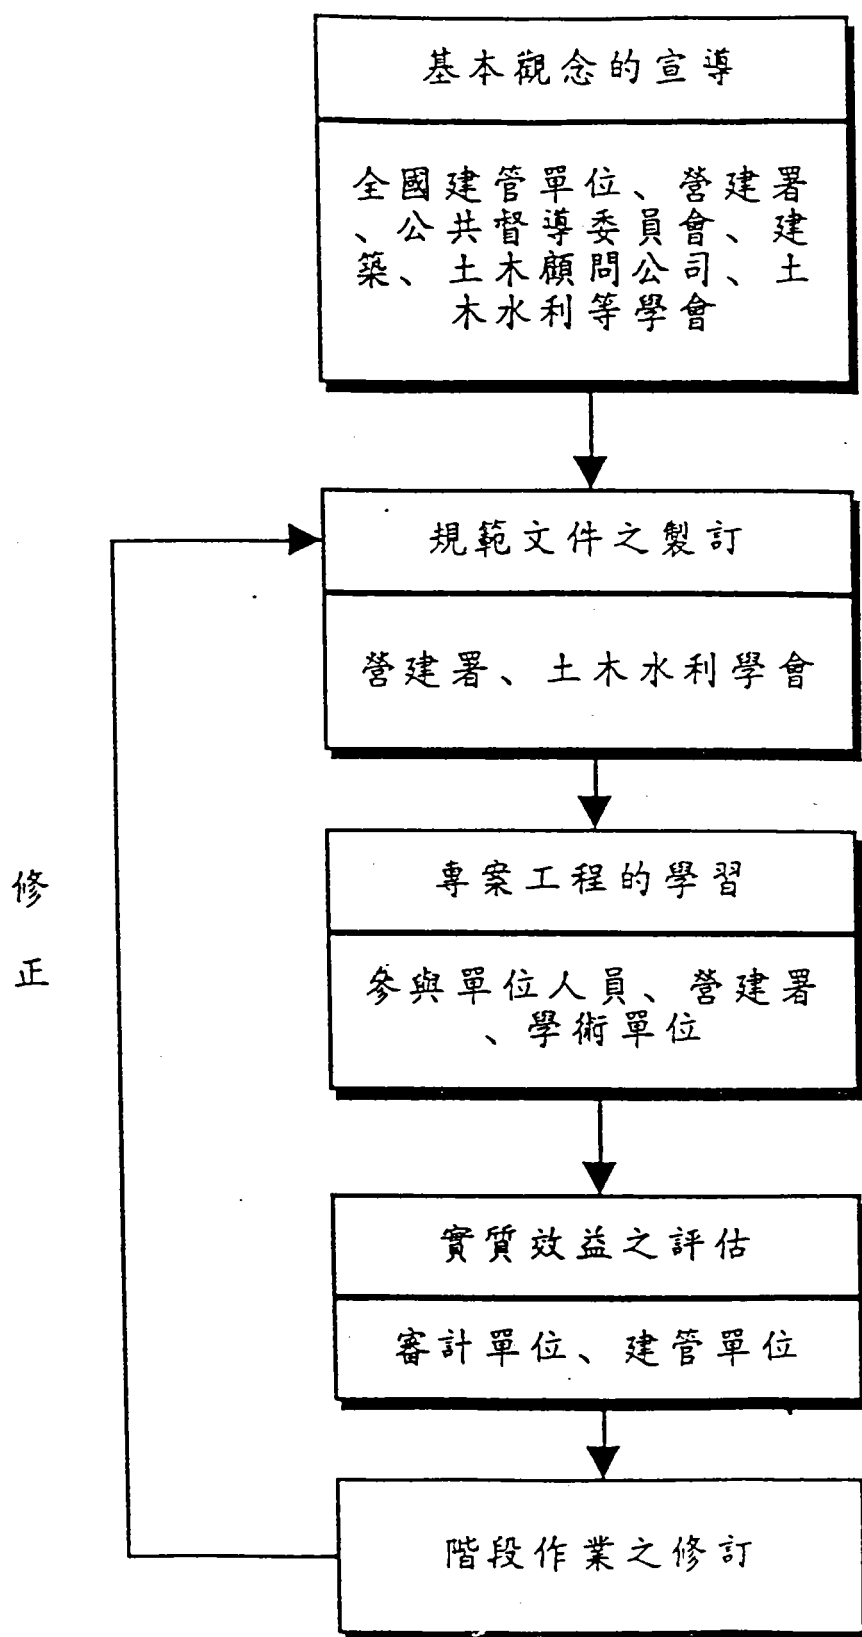 基本觀念的宣導
全國建管單位、營建署
、公共督導委員會、建
築、土木顧問公司、土
木水利等學會
規範文件之製訂
營建署、土木水利學會
修
正
專案工程的學習
參與單位人員、營建署
、學術單位
實質效益之評估
審計單位、建管單位
階段作業之修訂